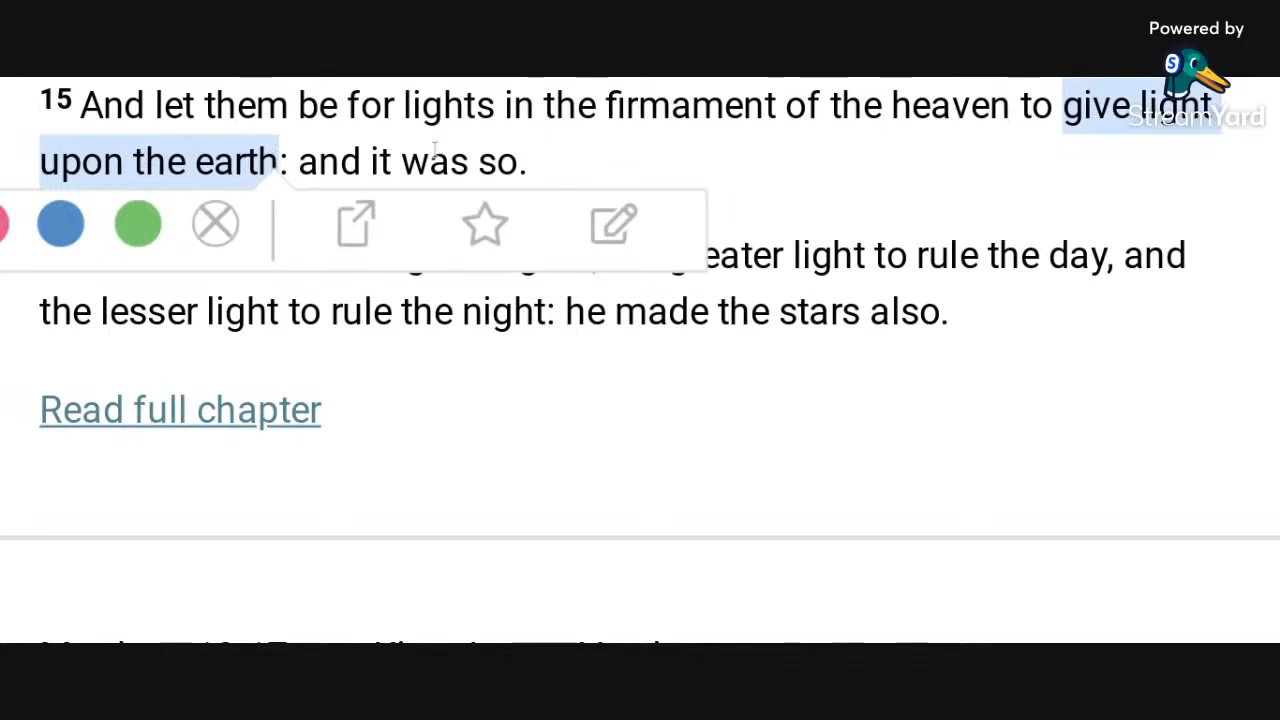 Powered by
StreamYard
15 And let them be for lights in the firmament of the heaven to give light
upon the earth: and it was so.
light to rule the day, and
the lesser light to rule the night: he made the stars also.
Read full chapter